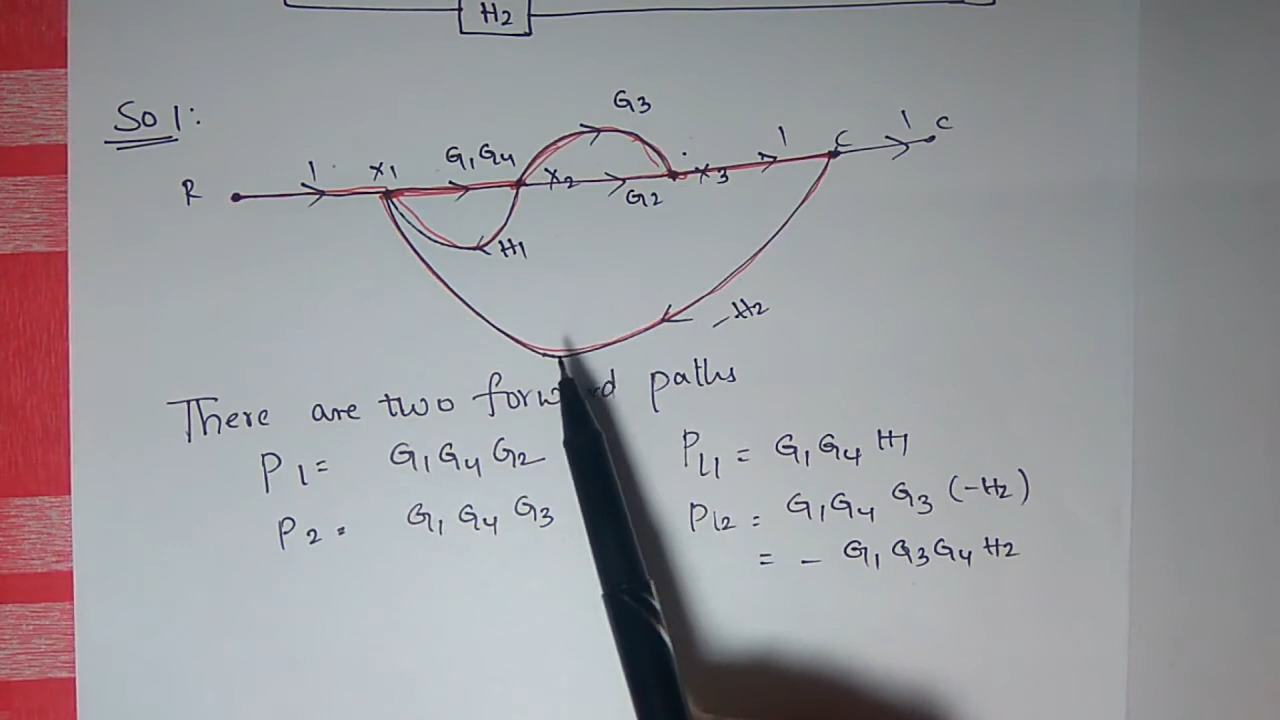 H2
Sol:
G3
1
1
C
1
C
R
X1
G1G4
X2
X3
G2
H1
-H2
There are two forward paths
P1 = G1G4G2
PL1 = G1G4H1
P2 = G1G4G3
PL2 = G1G4G3(-H2)
= - G1G3G4H2